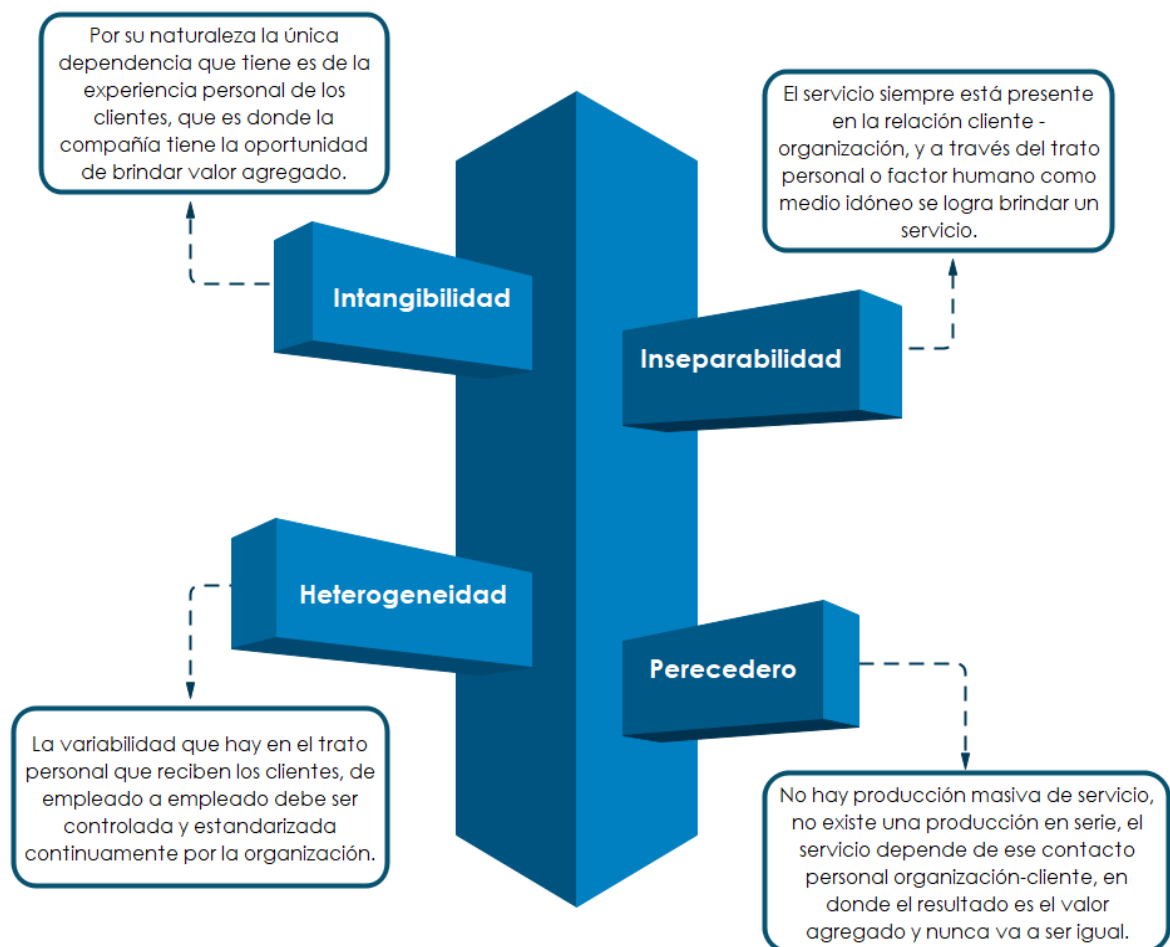 Por su naturaleza la única
dependencia que tiene es de la
experiencia personal de los
clientes, que es donde la
compañía tiene la oportunidad
de brindar valor agregado.
El servicio siempre está presente
en la relación cliente -
organización, y a través del trato
personal o factor humano como
medio idóneo se logra brindar un
servicio.
Intangibilidad
Inseparabilidad
Heterogeneidad
Perecedero
La variabilidad que hay en el trato
personal que reciben los clientes, de
empleado a empleado debe ser
controlada y estandarizada
continuamente por la organización.
No hay producción masiva de servicio,
no existe una producción en serie, el
servicio depende de ese contacto
personal organización-cliente, en
donde el resultado es el valor
agregado y nunca va a ser igual.